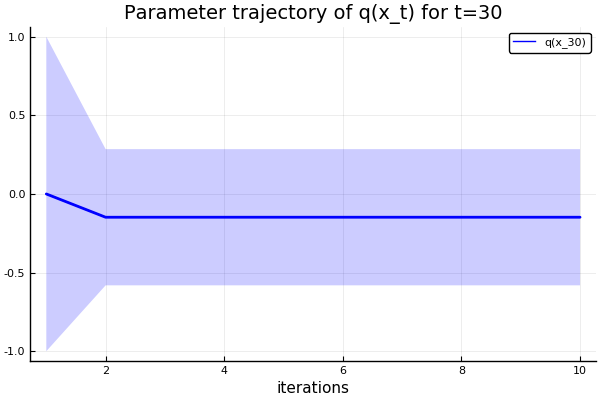 Parameter trajectory of q(x_t) for t=30
q(x_30)
1.0
0.5
0.0
-0.5
-1.0
2 4 6 8 10
iterations